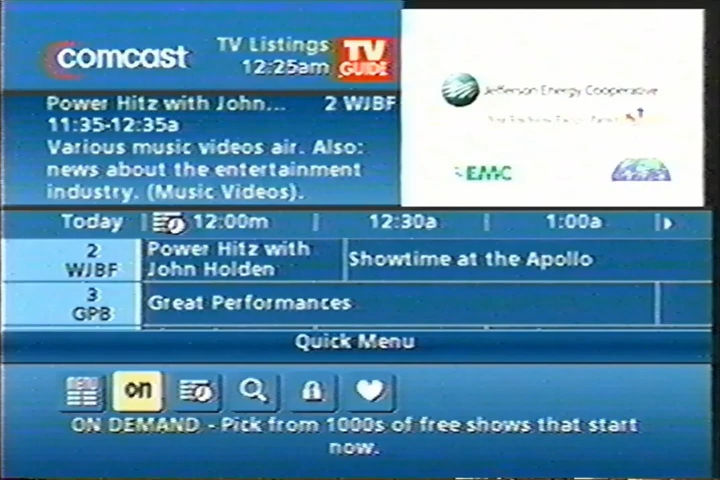 comcast
TV Listings
12:25am
TV
GUIDE
Power Hitz with John... 2 WJBF
11:35-12:35a
Various music videos air. Also:
news about the entertainment
industry. (Music Videos).
Jefferson Energy Cooperative
EMC
Today 12:00m 12:30a 1:00a
2
WJBF
Power Hitz with
John Holden
Showtime at the Apollo
3
GPB
Great Performances
Quick Menu
MENU
on
ON DEMAND - Pick from 1000s of free shows that start
now.